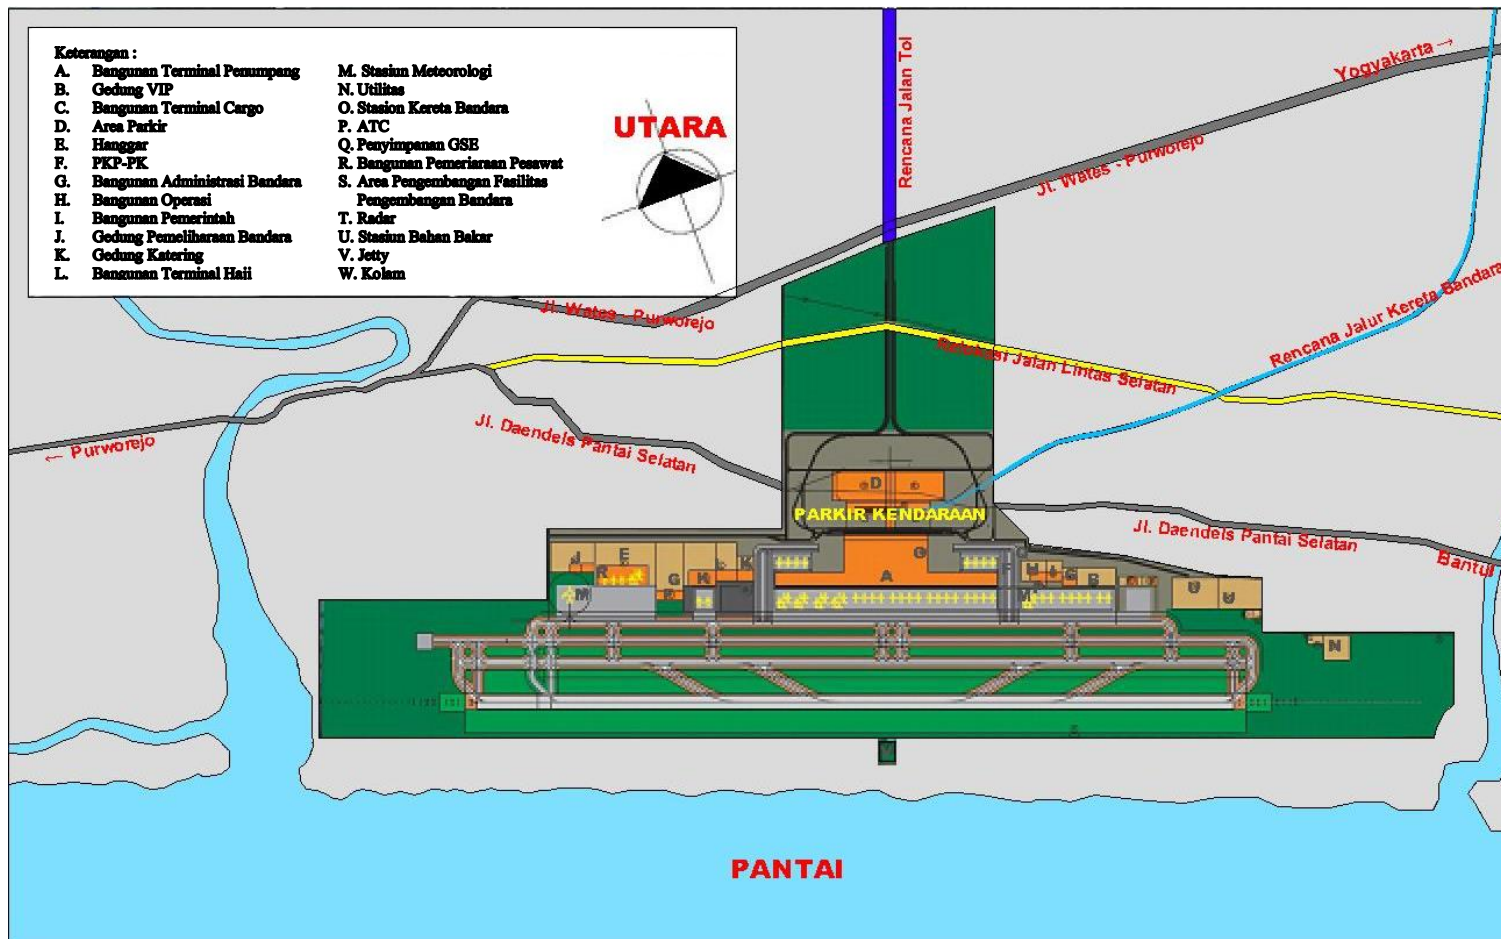 Keterangan :
A. Bangunan Terminal Penumpang
B. Gedung VIP
C. Bangunan Terminal Cargo
D. Area Parkir
E. Hanggar
F. PKP-PK
G. Bangunan Administrasi Bandara
H. Bangunan Operasi
I. Bangunan Pemerintah
J. Gedung Pemeliharaan Bandara
K. Gedung Katering
L. Bangunan Terminal Haji
M. Stasiun Meteorologi
N. Utilitas
O. Stasion Kereta Bandara
P. ATC
Q. Penyimpanan GSE
R. Bangunan Pemeriaraan Pesawat
S. Area Pengembangan Fasilitas
Pengembangan Bandara
T. Radar
U. Stasiun Bahan Bakar
V. Jetty
W. Kolam
UTARA
Rencana Jalan Tol
Yogyakarta →
Jl. Wates - Purworejo
Jl. Wates - Purworejo
Rencana Jalur Kereta Bandara
Relokasi Jalan Lintas Selatan
← Purworejo
Jl. Daendels Pantai Selatan
D
PARKIR KENDARAAN
Jl. Daendels Pantai Selatan
Bantul
J
E
R
G
K
A
M
M
B
U
U
N
V
PANTAI